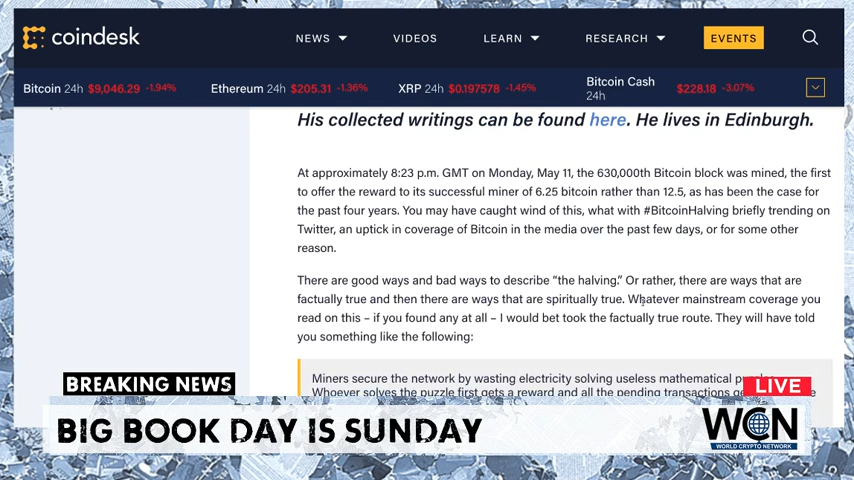 coindesk
NEWS VIDEOS LEARN RESEARCH EVENTS
Bitcoin 24h $9,046.29 -1.94% Ethereum 24h $205.31 -1.36% XRP 24h $0.197578 -1.45% Bitcoin Cash 24h $228.18 -3.07%
His collected writings can be found here. He lives in Edinburgh.
At approximately 8:23 p.m. GMT on Monday, May 11, the 630,000th Bitcoin block was mined, the first
to offer the reward to its successful miner of 6.25 bitcoin rather than 12.5, as has been the case for
the past four years. You may have caught wind of this, what with #BitcoinHalving briefly trending on
Twitter, an uptick in coverage of Bitcoin in the media over the past few days, or for some other
reason.
There are good ways and bad ways to describe “the halving.” Or rather, there are ways that are
factually true and then there are ways that are spiritually true. Whatever mainstream coverage you
read on this – if you found any at all – I would bet took the factually true route. They will have told
you something like the following:
Miners secure the network by wasting electricity solving useless mathematical
Whoever solves the puzzle first gets a reward and all the pending transactions
BREAKING NEWS
LIVE
BIG BOOK DAY IS SUNDAY
WCN
WORLD CRYPTO NETWORK